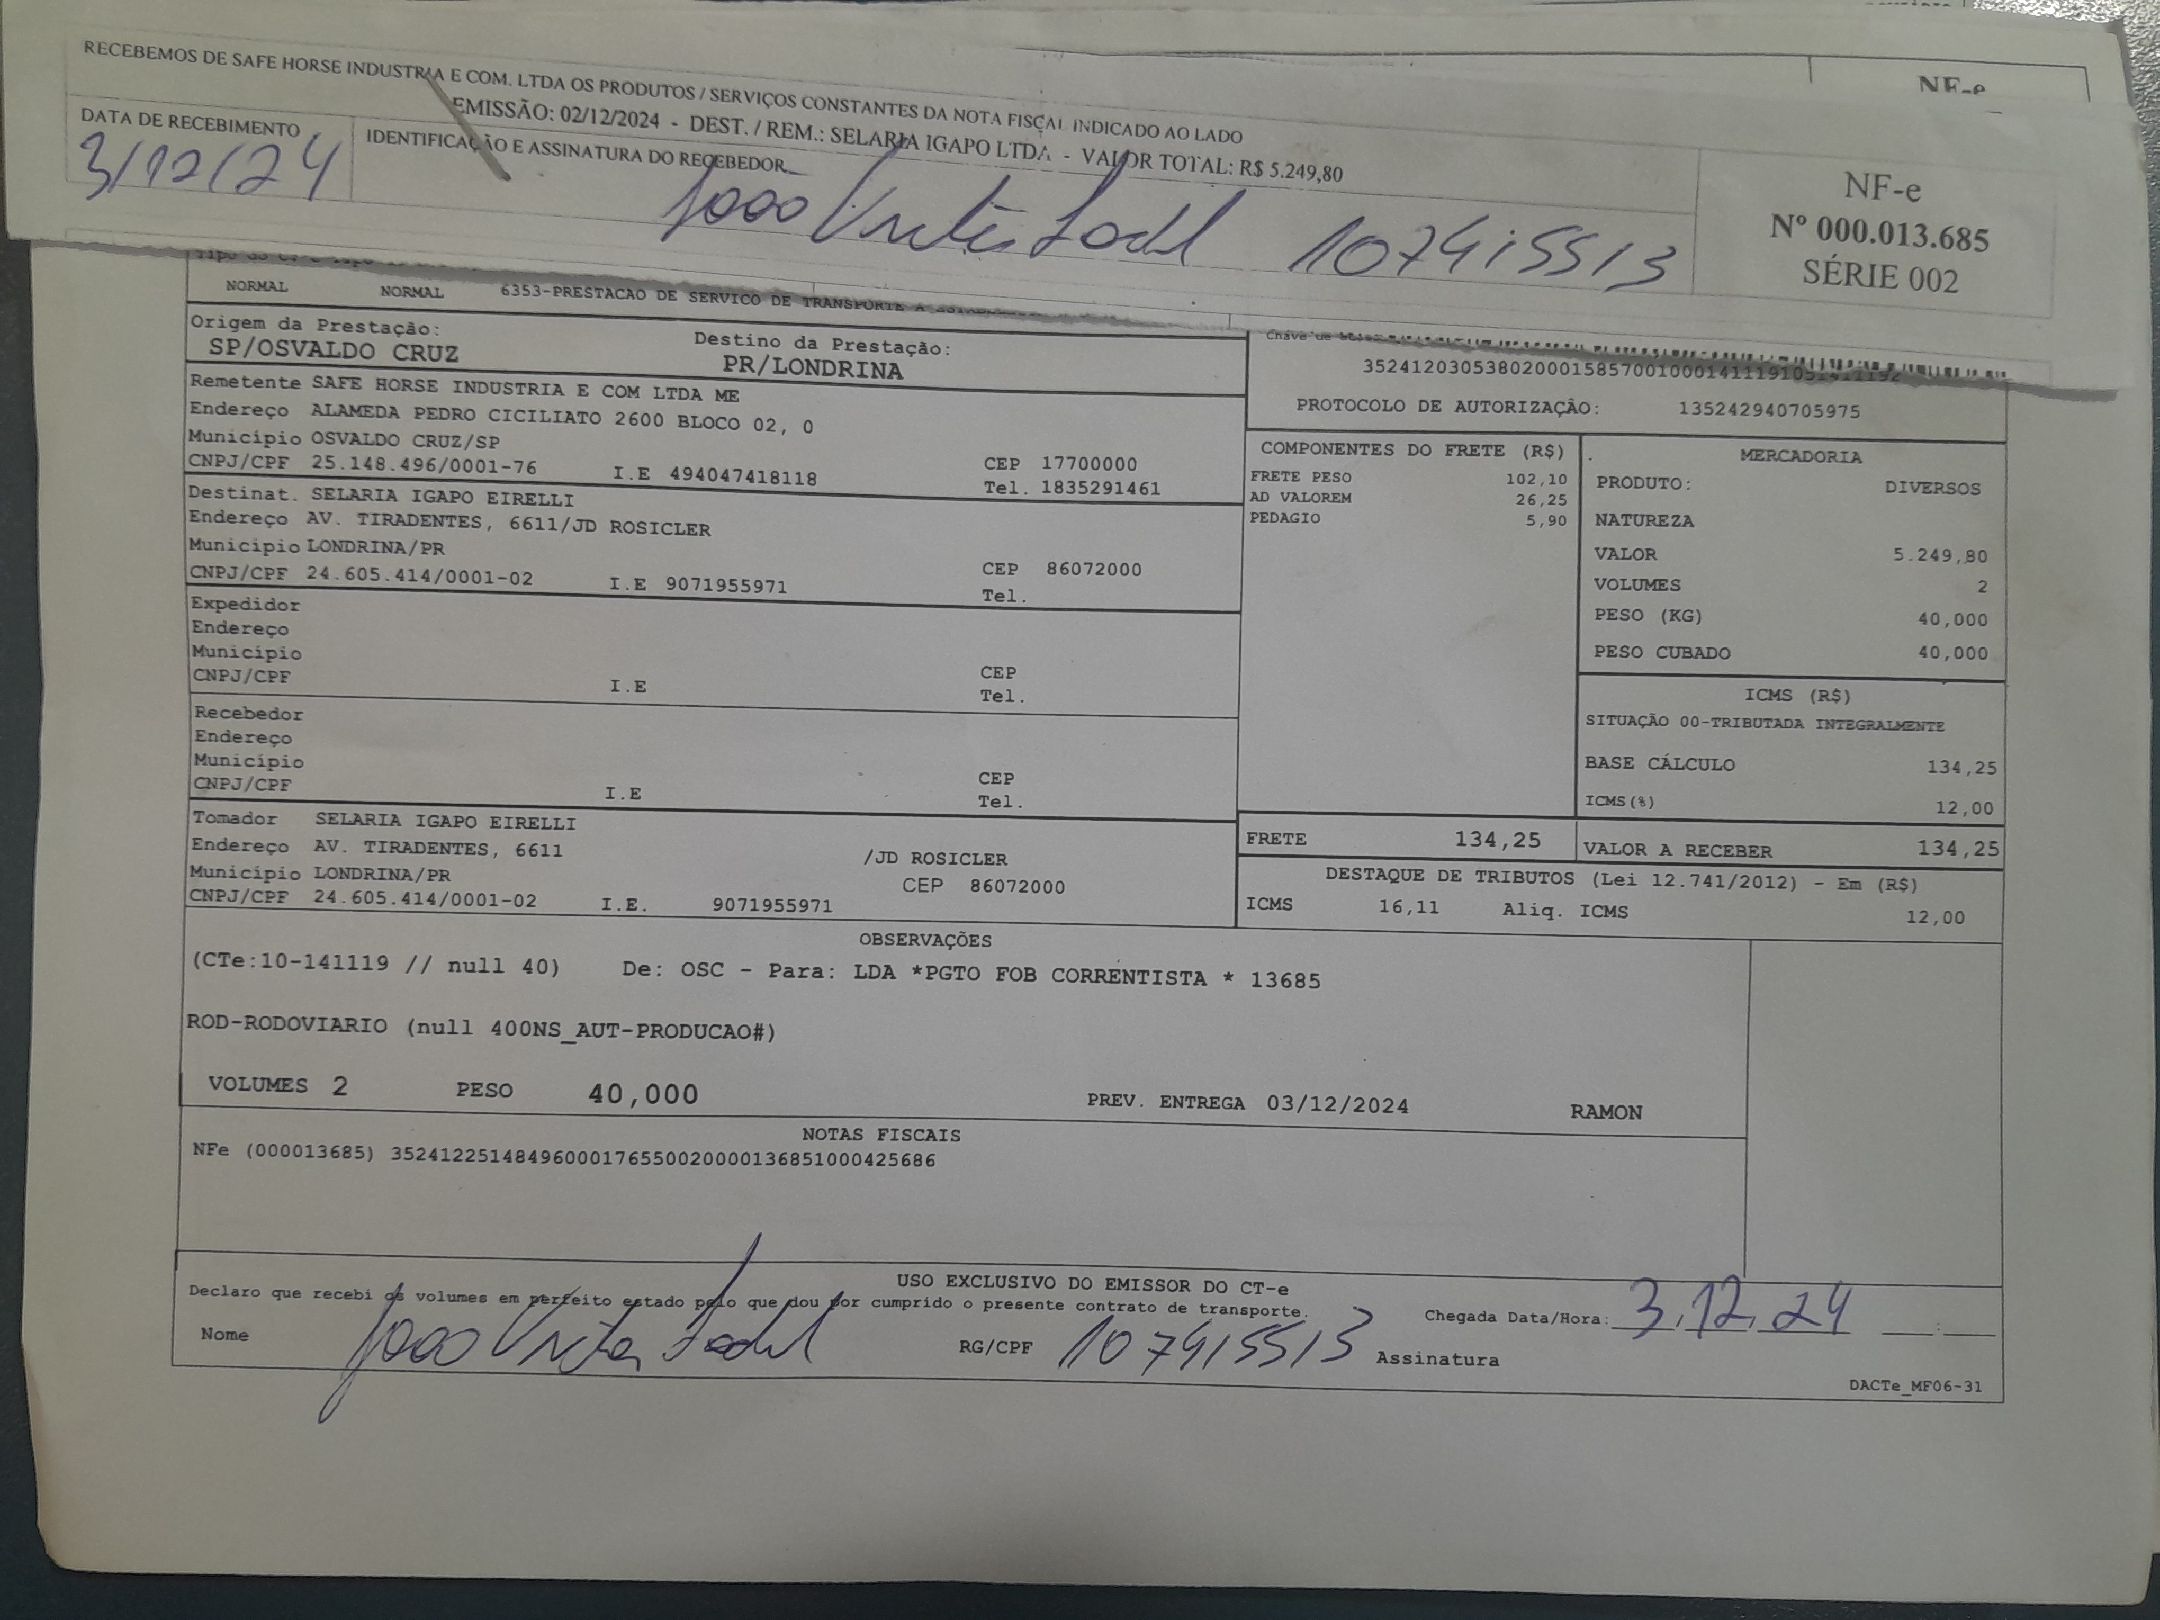 NF-e
RECEBEMOS DE SAFE HORSE INDUSTRIA E COM. LTDA OS PRODUTOS / SERVIÇOS CONSTANTES DA NOTA FISCAL INDICADO AO LADO
EMISSÃO: 02/12/2024 - DEST. / REM.: SELARIA IGAPO LTDA - VALOR TOTAL: R$ 5.249,80
DATA DE RECEBIMENTO
3/12/24
IDENTIFICAÇÃO E ASSINATURA DO RECEBEDOR
107415513
NF-e
Nº 000.013.685
SÉRIE 002
NORMAL NORMAL 6353-PRESTACAO DE SERVICO DE TRANSPORTE A
Origem da Prestação:
SP/OSVALDO CRUZ
Destino da Prestação:
PR/LONDRINA
Remetente SAFE HORSE INDUSTRIA E COM LTDA ME
Endereço ALAMEDA PEDRO CICILIATO 2600 BLOCO 02, 0
Município OSVALDO CRUZ/SP
CNPJ/CPF 25.148.496/0001-76 I.E 494047418118 CEP 17700000
Tel. 1835291461
Destinat. SELARIA IGAPO EIRELLI
Endereço AV. TIRADENTES, 6611/JD ROSICLER
Município LONDRINA/PR
CNPJ/CPF 24.605.414/0001-02 I.E 9071955971 CEP 86072000
Tel.
Expedidor
Endereço
Município
CNPJ/CPF I.E CEP
Tel.
Recebedor
Endereço
Município
CNPJ/CPF I.E CEP
Tel.
Tomador SELARIA IGAPO EIRELLI
Endereço AV. TIRADENTES, 6611 /JD ROSICLER
Município LONDRINA/PR CEP 86072000
CNPJ/CPF 24.605.414/0001-02 I.E. 9071955971
PROTOCOLO DE AUTORIZAÇÃO: 135242940705975
COMPONENTES DO FRETE (R$)
FRETE PESO 102,10
AD VALOREM 26,25
PEDAGIO 5,90
MERCADORIA
PRODUTO: DIVERSOS
NATUREZA
VALOR 5.249,80
VOLUMES 2
PESO (KG) 40,000
PESO CUBADO 40,000
ICMS (R$)
SITUAÇÃO 00-TRIBUTADA INTEGRALMENTE
BASE CÁLCULO 134,25
ICMS(%) 12,00
FRETE 134,25 VALOR A RECEBER 134,25
DESTAQUE DE TRIBUTOS (Lei 12.741/2012) - Em (R$)
ICMS 16,11 Aliq. ICMS 12,00
OBSERVAÇÕES
(CTe:10-141119 // null 40) De: OSC - Para: LDA *PGTO FOB CORRENTISTA * 13685
ROD-RODOVIARIO (null 400NS_AUT-PRODUCAO#)
VOLUMES 2 PESO 40,000 PREV. ENTREGA 03/12/2024 RAMON
NOTAS FISCAIS
NFe (000013685) 35241225148496000176550020000136851000425686
USO EXCLUSIVO DO EMISSOR DO CT-e
Declaro que recebi os volumes em perfeito estado pelo que dou por cumprido o presente contrato de transporte.
Chegada Data/Hora: 3.12.24
Nome RG/CPF 107415513 Assinatura
DACTe_MF06-31